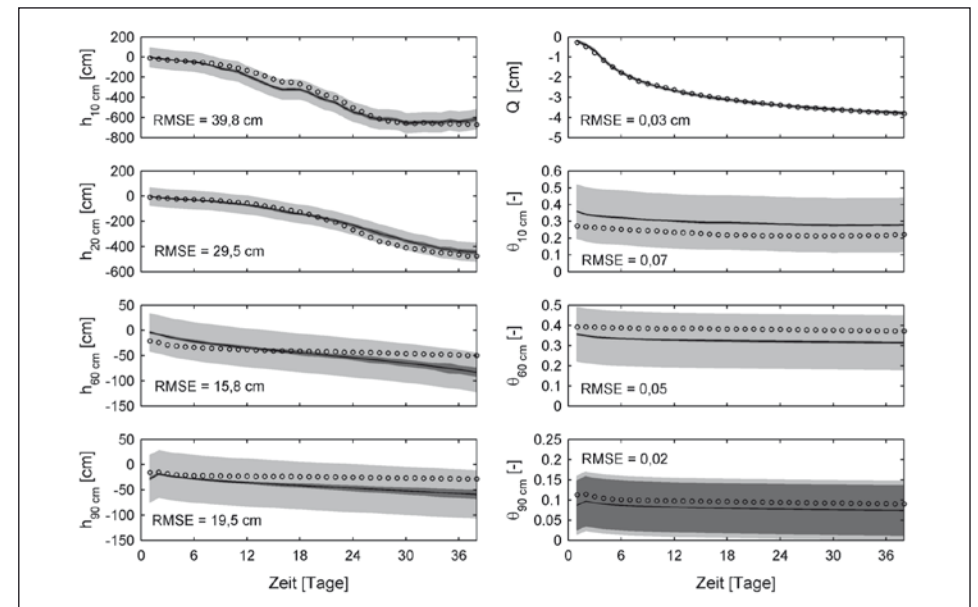 200
0
-200
-400
-600
-800
h10 cm [cm]
RMSE = 39,8 cm
0
-1
-2
-3
-4
-5
Q [cm]
RMSE = 0,03 cm
200
0
-200
-400
-600
h20 cm [cm]
RMSE = 29,5 cm
0.6
0.5
0.4
0.3
0.2
0.1
0
θ10 cm [-]
RMSE = 0,07
50
0
-50
-100
-150
h60 cm [cm]
RMSE = 15,8 cm
0.5
0.4
0.3
0.2
0.1
0
θ60 cm [-]
RMSE = 0,05
50
0
-50
-100
-150
h90 cm [cm]
RMSE = 19,5 cm
0 6 12 18 24 30 36
Zeit [Tage]
0.25
0.2
0.15
0.1
0.05
0
θ90 cm [-]
RMSE = 0,02
0 6 12 18 24 30 36
Zeit [Tage]